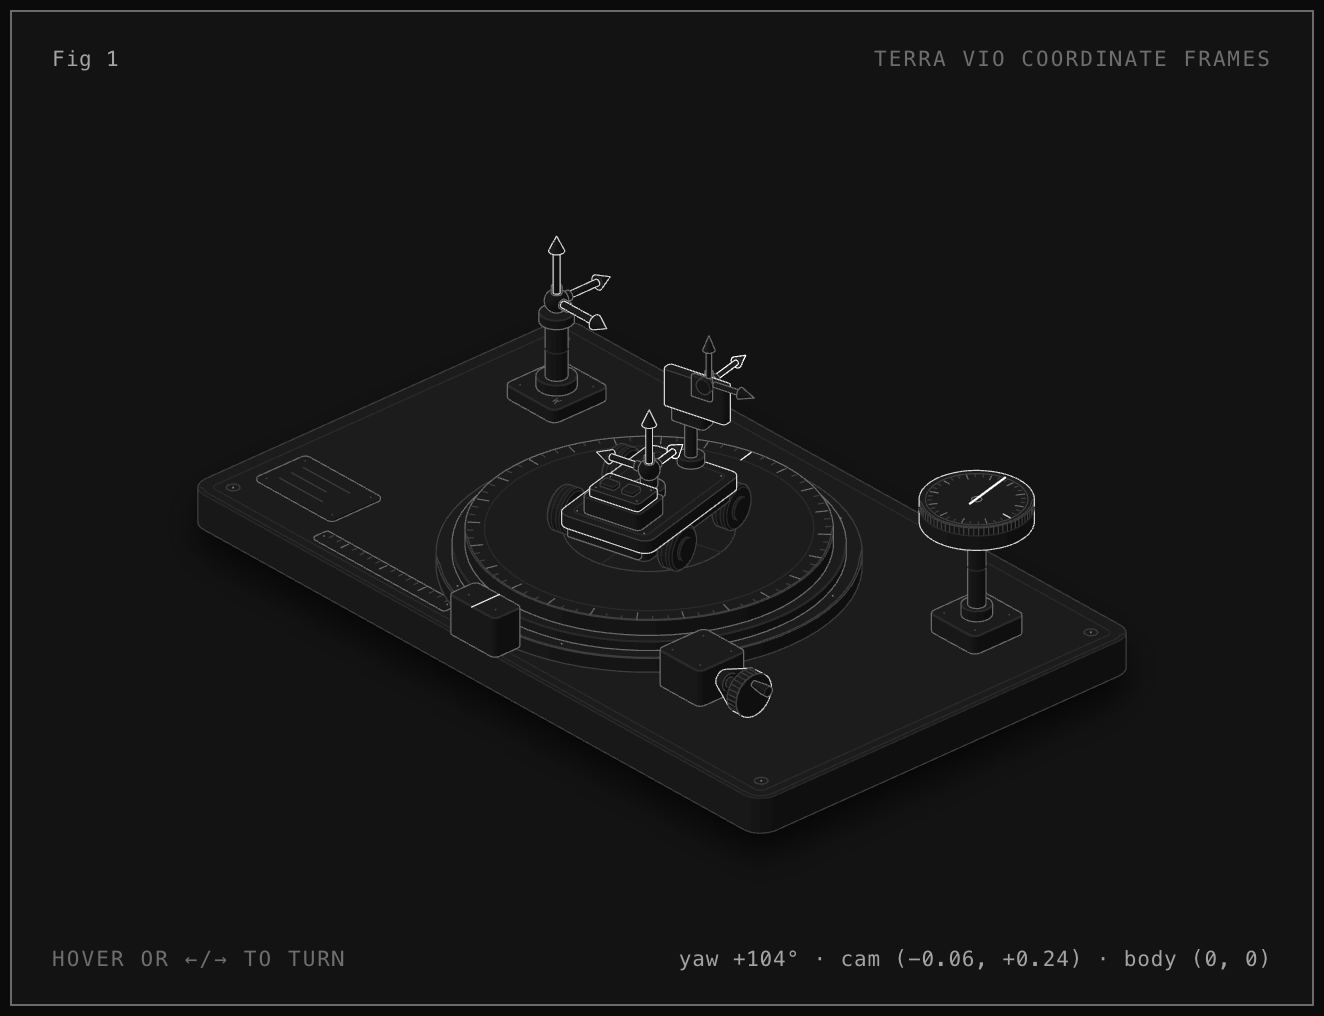 Fig 1
TERRA VIO COORDINATE FRAMES
HOVER OR ←/→ TO TURN
yaw +104° · cam (−0.06, +0.24) · body (0, 0)